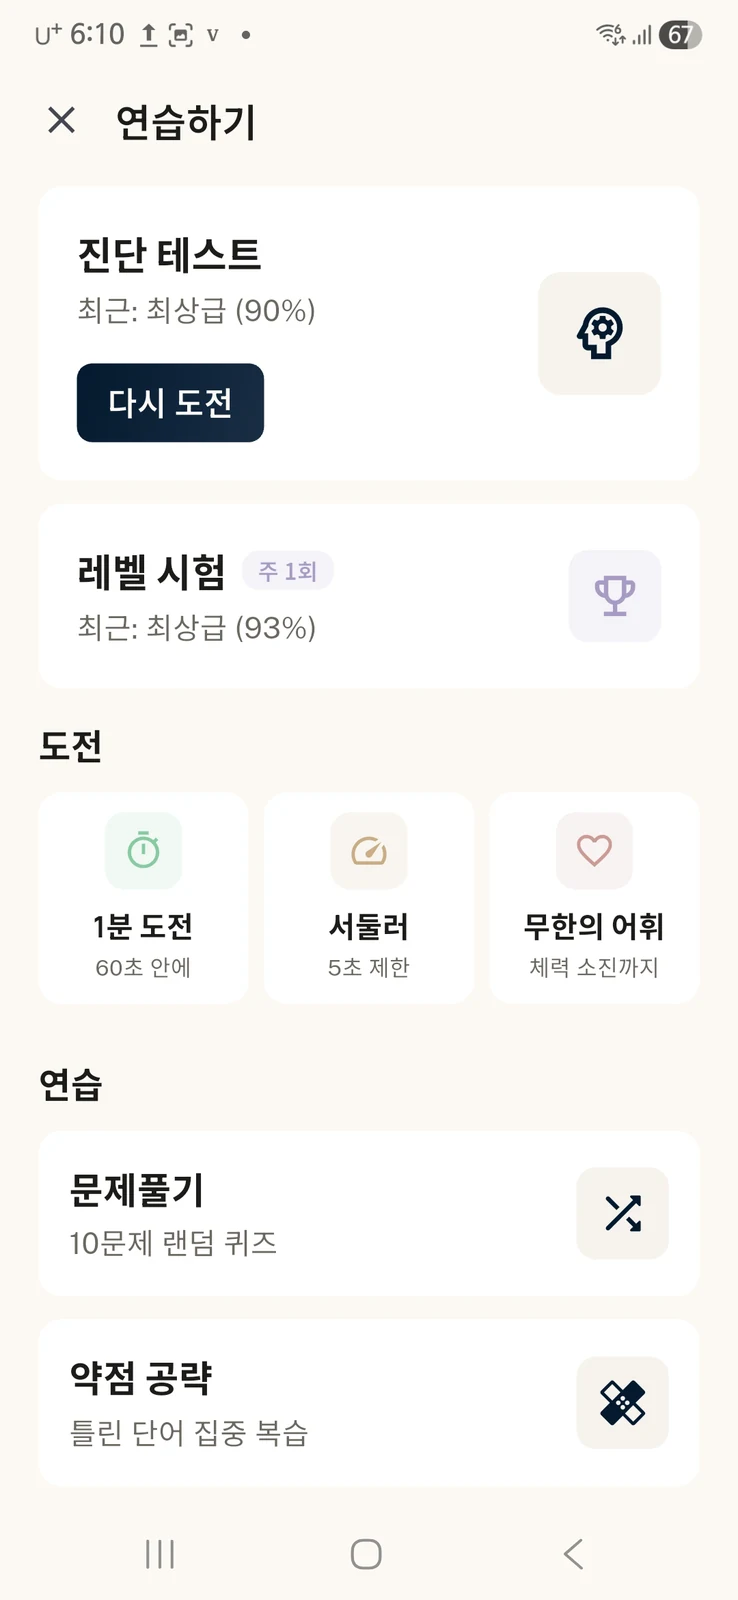 U+ 6:10 V 6 67
연습하기
진단 테스트
최근: 최상급 (90%)
다시 도전
레벨 시험 주 1회
최근: 최상급 (93%)
도전
1분 도전 서둘러 무한의 어휘
60초 안에 5초 제한 체력 소진까지
연습
문제풀기
10문제 랜덤 퀴즈
약점 공략
틀린 단어 집중 복습